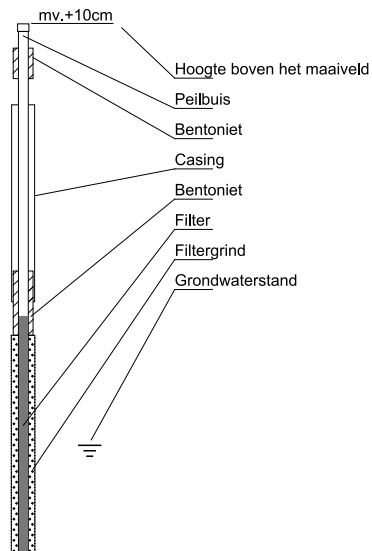 mv.+10cm
Hoogte boven het maaiveld
Peilbuis
Bentoniet
Casing
Bentoniet
Filter
Filtergrind
Grondwaterstand